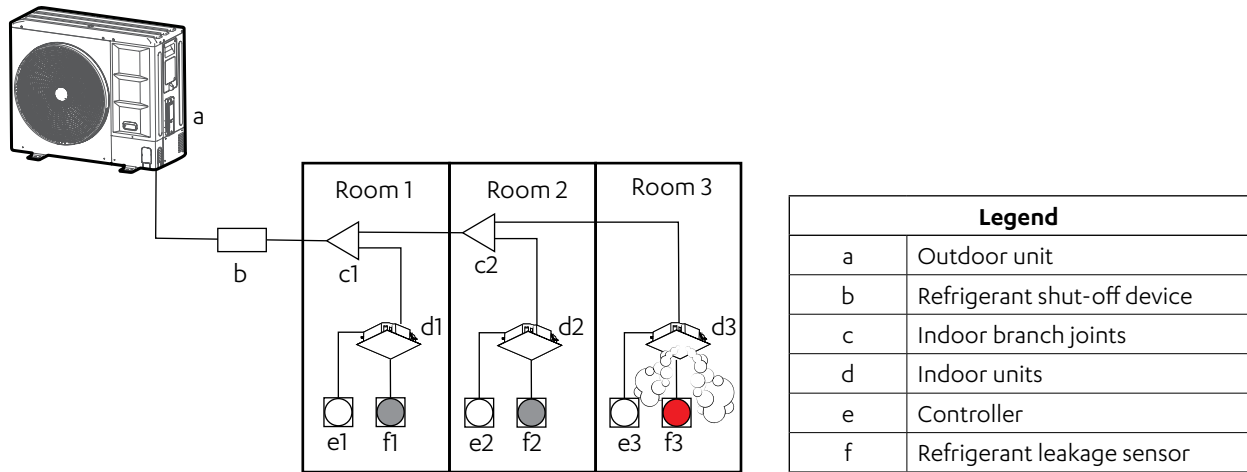 a
Room 1
Room 2
Room 3
b
c1
c2
d1
d2
d3
e1
f1
e2
f2
e3
f3
Legend
a Outdoor unit
b Refrigerant shut-off device
c Indoor branch joints
d Indoor units
e Controller
f Refrigerant leakage sensor